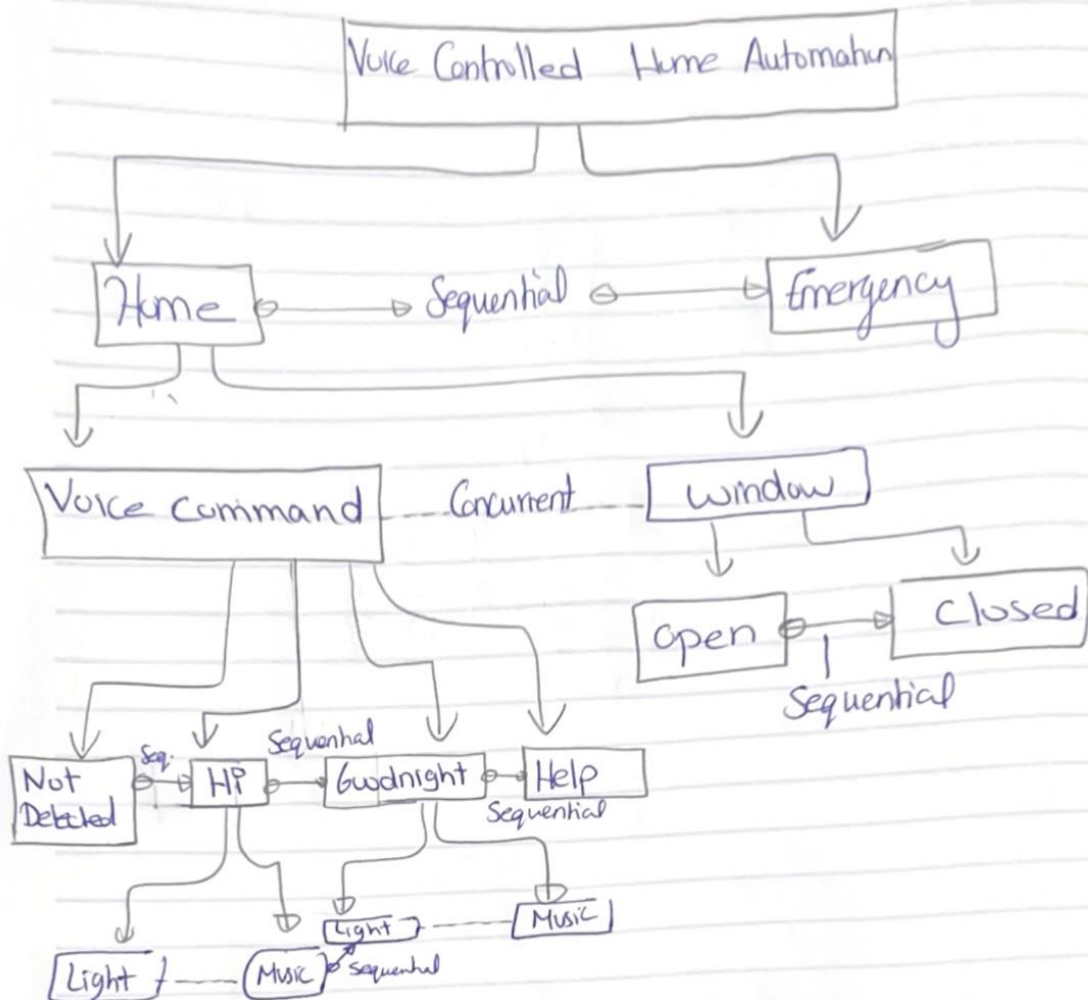 Voice Controlled Home Automation
Home
Sequential
Emergency
Voice Command
Concurrent
Window
Open
Closed
Sequential
Seq.
Sequential
Not
Detected
Hi
Goodnight
Help
Sequential
Light
Music
Light
Music
Sequential